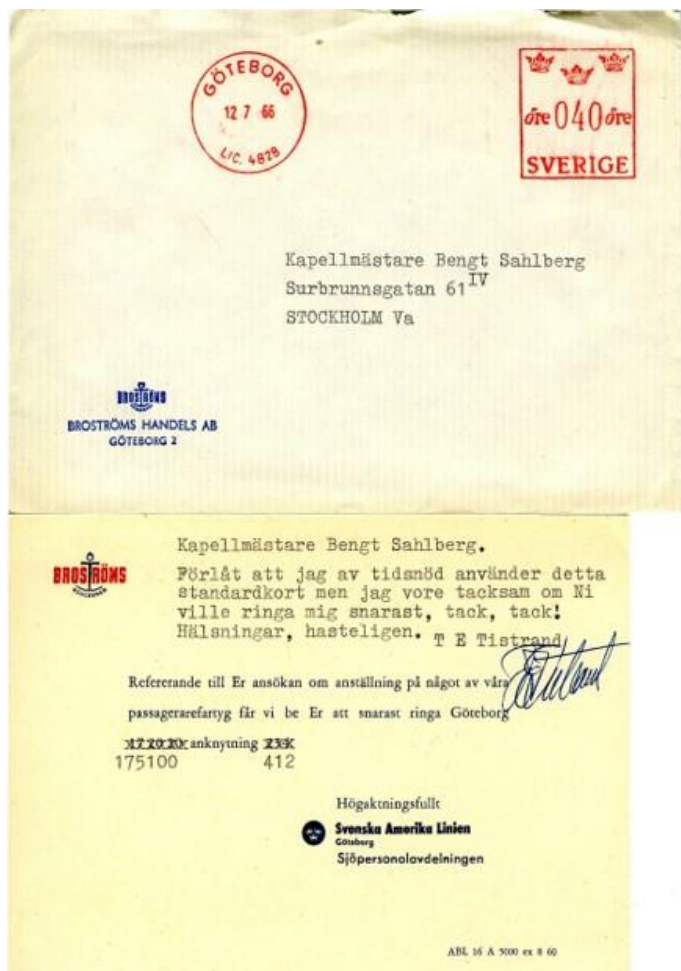 GÖTEBORG
12 7 66
LIC. 4828
öre 040 öre
SVERIGE
Kapellmästare Bengt Sahlberg
Surbrunnsgatan 61 IV
STOCKHOLM Va
BROSTRÖMS
BROSTRÖMS HANDELS AB
GÖTEBORG 2
BROSTRÖMS
Kapellmästare Bengt Sahlberg.
Förlåt att jag av tidsnöd använder detta
standardkort men jag vore tacksam om Ni
ville ringa mig snarast, tack, tack!
Hälsningar, hasteligen. T E Tistrand
Refererande till Er ansökan om anställning på något av våra
passagerarefartyg får vi be Er att snarast ringa Göteborg
anknytning
175100 412
Högaktningsfullt
Svenska Amerika Linien
Göteborg
Sjöpersonalavdelningen
ABL 16 A 5000 ex 8 60